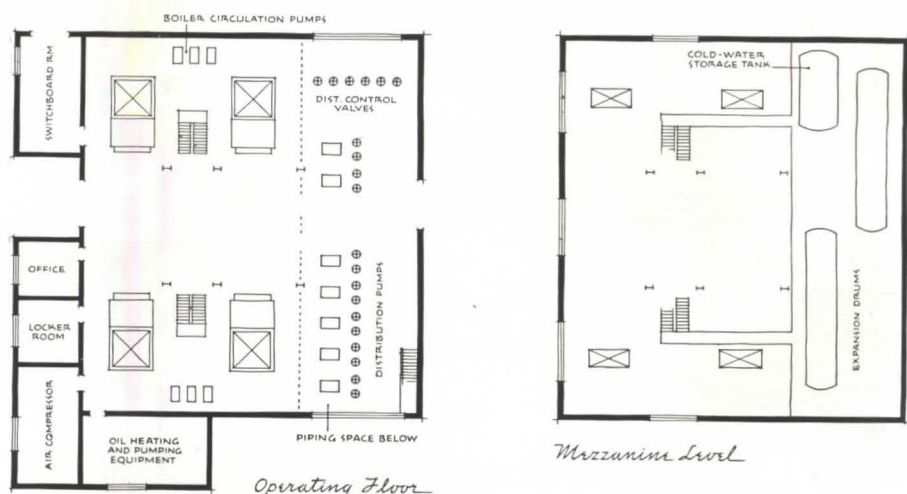 BOILER CIRCULATION PUMPS
SWITCHBOARD RM
DIST. CONTROL
VALVES
OFFICE
LOCKER
ROOM
AIR COMPRESSOR
OIL HEATING
AND PUMPING
EQUIPMENT
DISTRIBUTION PUMPS
PIPING SPACE BELOW
Operating Floor
COLD-WATER
STORAGE TANK
EXPANSION DRUMS
Mezzanine Level